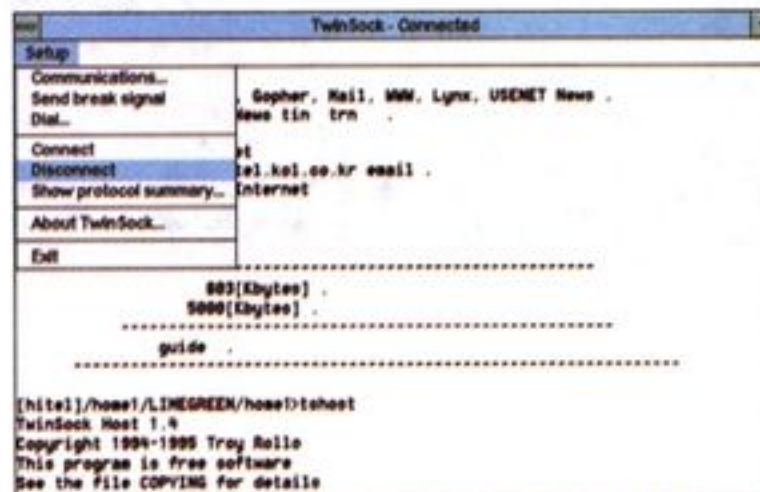 TwinSock - Connected
Setup
Communications...
Send break signal
Dial...
Connect
Disconnect
Show protocol summary...
About TwinSock...
Exit
, Gopher, Mail, WWW, Lynx, USENET News .
News tin trn .
et
tel.kol.co.kr email .
Internet
603[Kbytes] .
5000[Kbytes] .
guide .
[hitel]/home1/LIMEGREEN/home1>tshost
TwinSock Host 1.4
Copyright 1994-1995 Troy Rollo
This program is free software
See the file COPYING for details